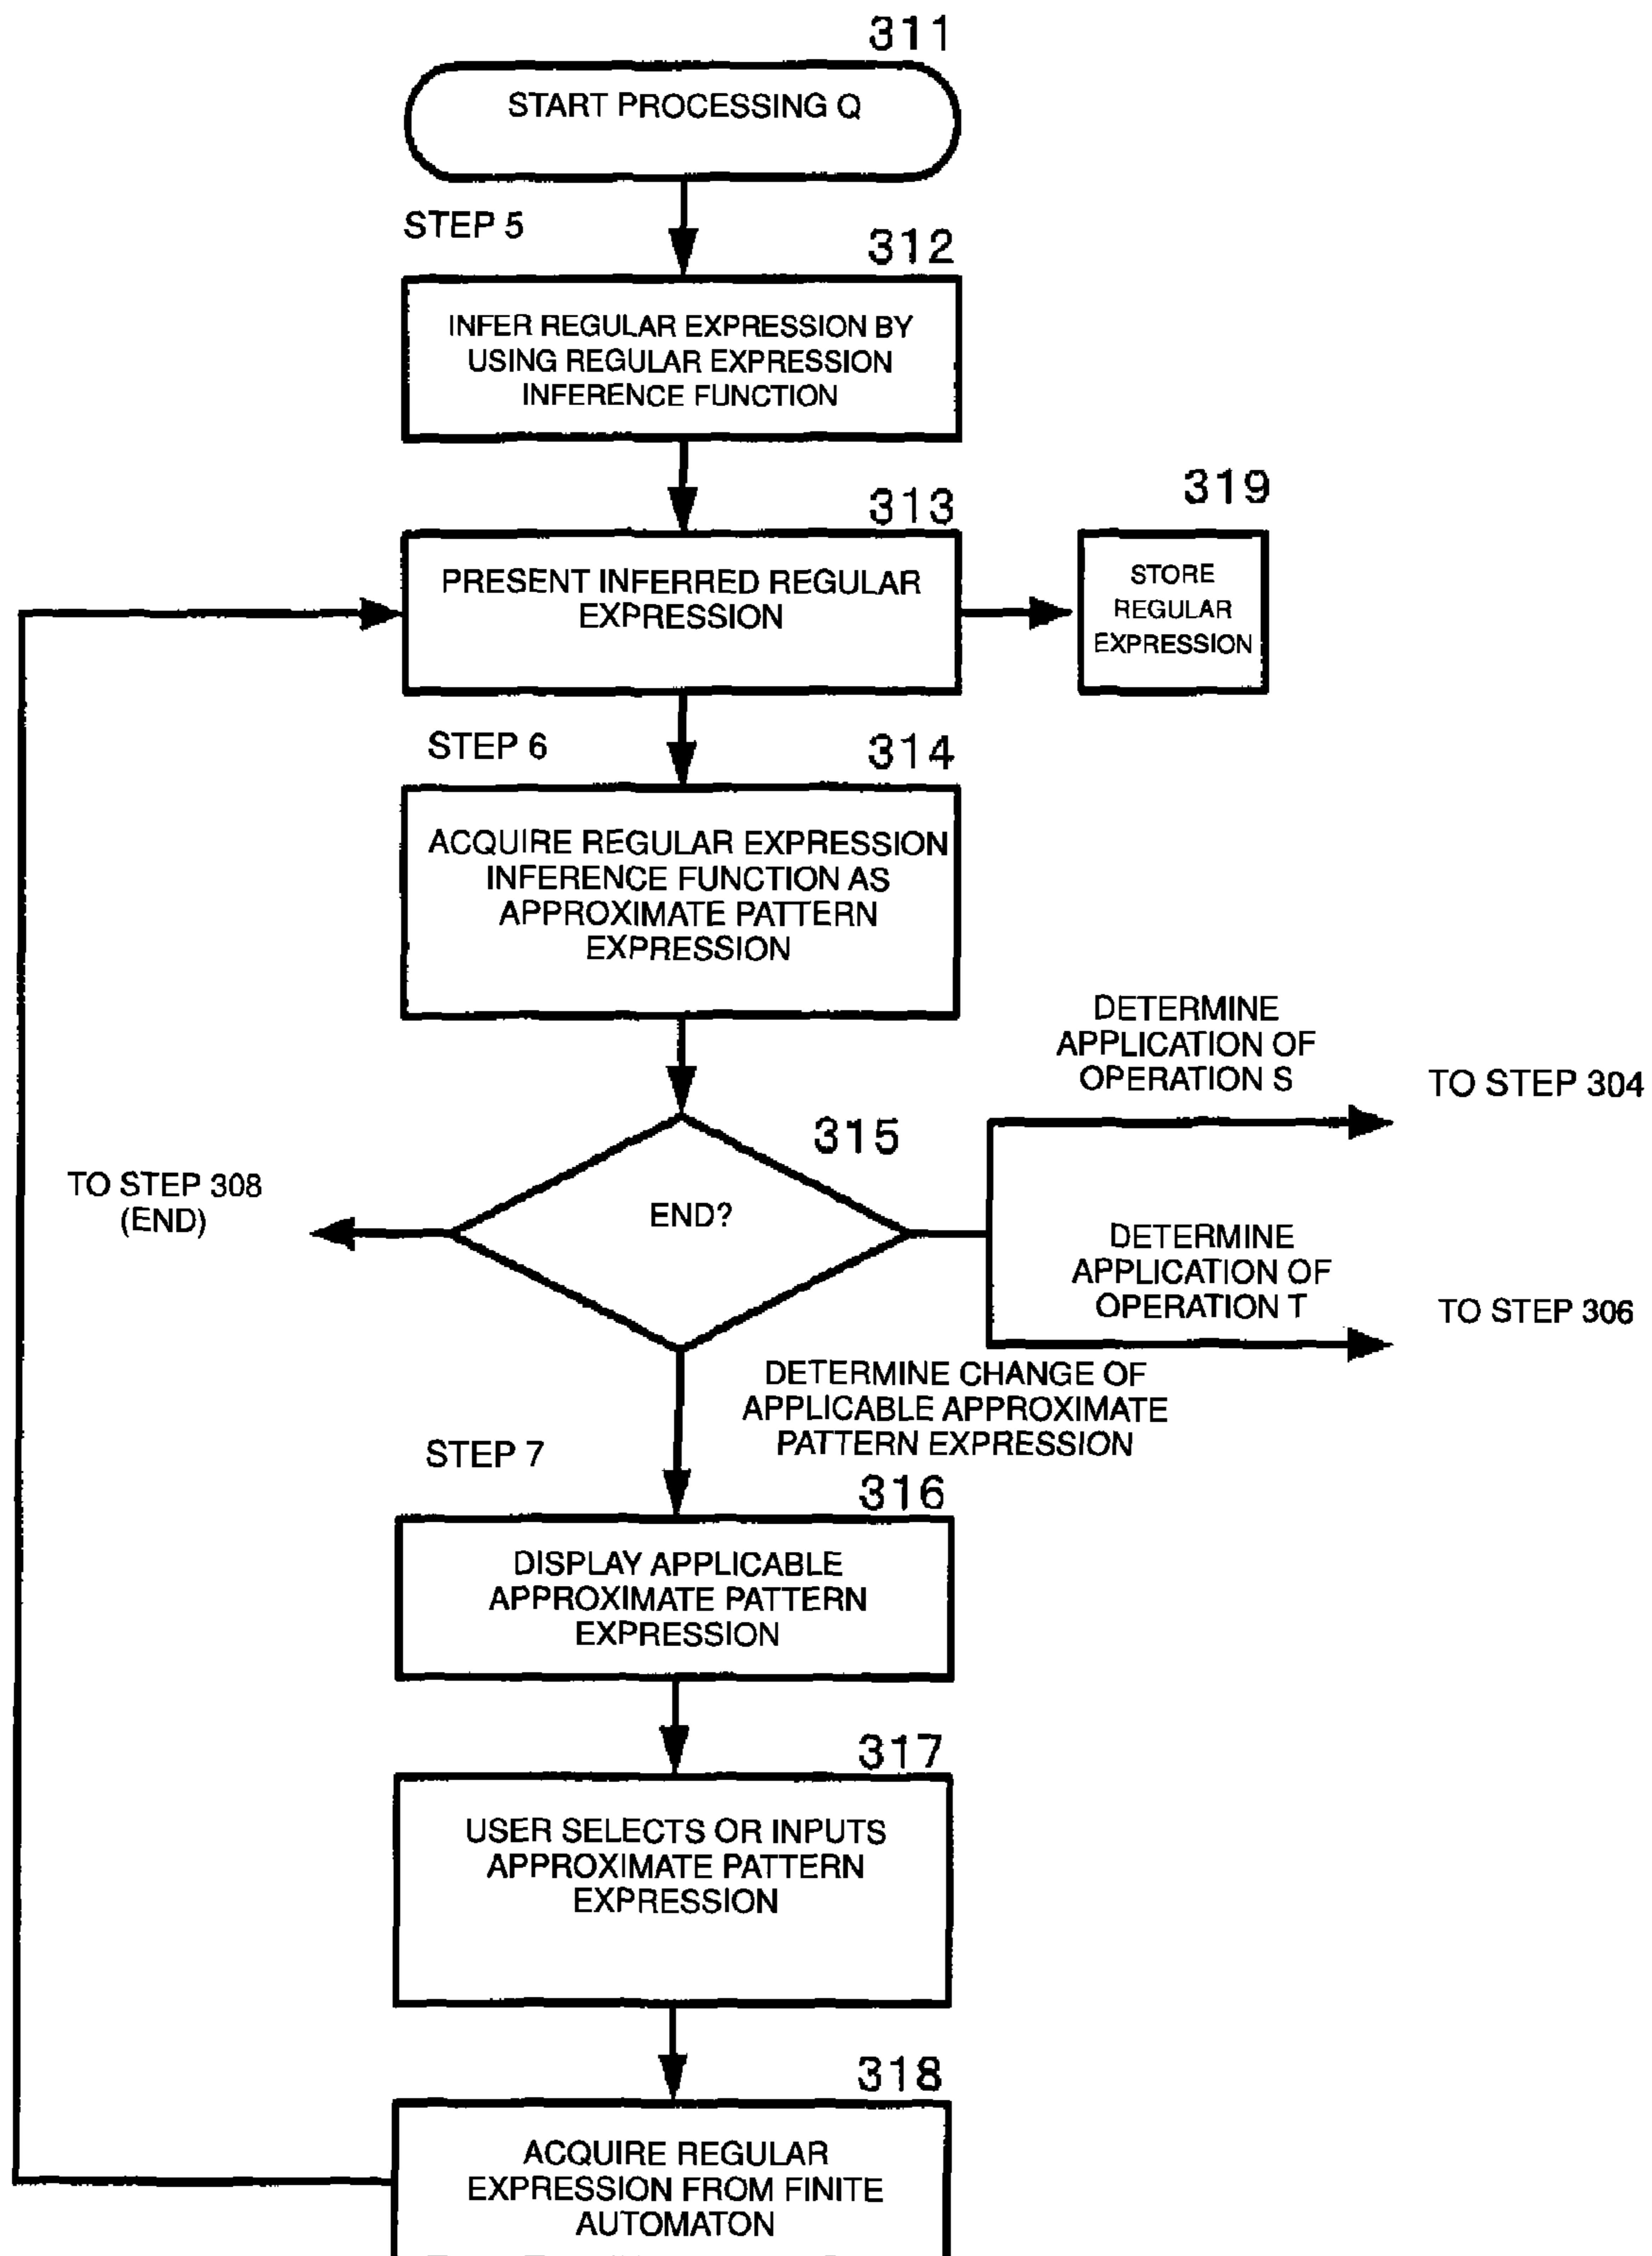 311
START PROCESSING Q
STEP 5
312
INFER REGULAR EXPRESSION BY
USING REGULAR EXPRESSION
INFERENCE FUNCTION
313
PRESENT INFERRED REGULAR
EXPRESSION
319
STORE
REGULAR
EXPRESSION
STEP 6
314
ACQUIRE REGULAR EXPRESSION
INFERENCE FUNCTION AS
APPROXIMATE PATTERN
EXPRESSION
315
END?
TO STEP 308
(END)
DETERMINE
APPLICATION OF
OPERATION S
TO STEP 304
DETERMINE
APPLICATION OF
OPERATION T
TO STEP 306
DETERMINE CHANGE OF
APPLICABLE APPROXIMATE
PATTERN EXPRESSION
STEP 7
316
DISPLAY APPLICABLE
APPROXIMATE PATTERN
EXPRESSION
317
USER SELECTS OR INPUTS
APPROXIMATE PATTERN
EXPRESSION
318
ACQUIRE REGULAR
EXPRESSION FROM FINITE
AUTOMATON